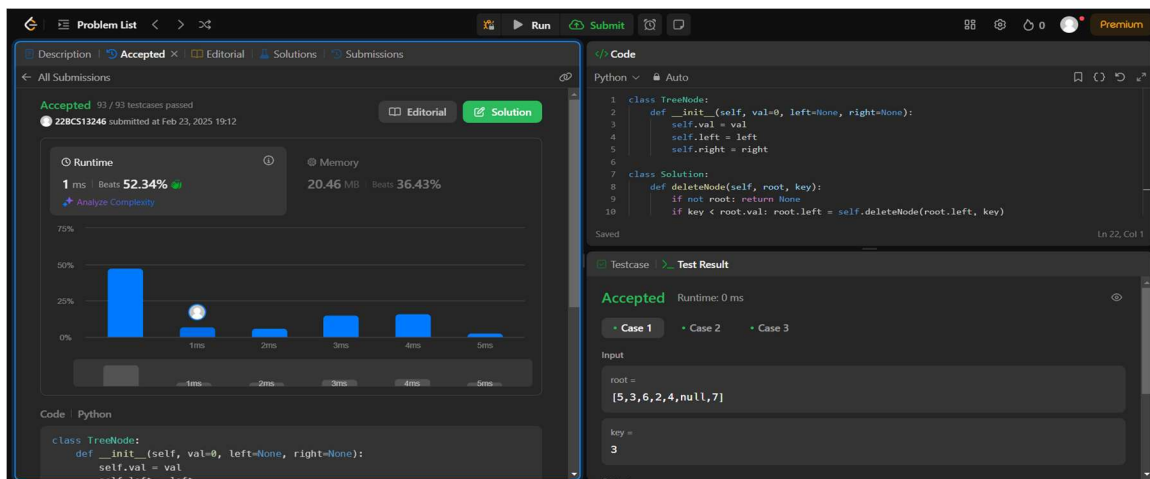 Problem List
Run
Submit
0
Premium
Description
Accepted
Editorial
Solutions
Submissions
All Submissions
Accepted 93 / 93 testcases passed
22BCS13246 submitted at Feb 23, 2025 19:12
Editorial
Solution
Runtime
1 ms Beats 52.34%
Analyze Complexity
Memory
20.46 MB Beats 36.43%
75%
50%
25%
0%
1ms 2ms 3ms 4ms 5ms
1ms 2ms 3ms 4ms 5ms
Code Python
class TreeNode:
def __init__(self, val=0, left=None, right=None):
self.val = val
</> Code
Python Auto
1 class TreeNode:
2 def __init__(self, val=0, left=None, right=None):
3 self.val = val
4 self.left = left
5 self.right = right
6
7 class Solution:
8 def deleteNode(self, root, key):
9 if not root: return None
10 if key < root.val: root.left = self.deleteNode(root.left, key)
Saved
Ln 22, Col 1
Testcase
Test Result
Accepted Runtime: 0 ms
Case 1 Case 2 Case 3
Input
root =
[5,3,6,2,4,null,7]
key =
3